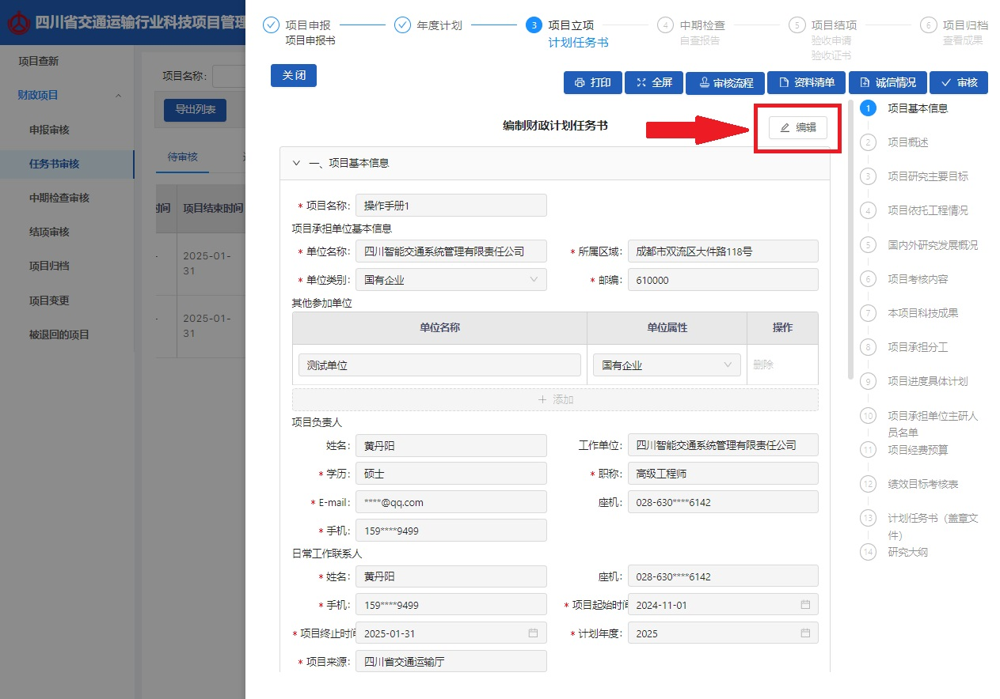 四川省交通运输行业科技项目管理
项目查新
财政项目
申报审核
任务书审核
中期检查审核
结项审核
项目归档
项目变更
被退回的项目
项目名称:
导出列表
待审核
时间 项目结束时间
2025-01-
31
2025-01-
31
项目申报
项目申报书
年度计划
3 项目立项
计划任务书
4 中期检查
自查报告
5 项目结项
验收申请
验收证书
6 项目归档
查看成果
关闭
打印 全屏 审核流程 资料清单 诚信情况 审核
编制财政计划任务书
编辑
一、项目基本信息
* 项目名称: 操作手册1
项目承担单位基本信息
* 单位名称: 四川智能交通系统管理有限责任公司 * 所属区域: 成都市双流区大件路118号
* 单位类别: 国有企业 * 邮编: 610000
其他参加单位
单位名称 单位属性 操作
测试单位 国有企业 删除
+ 添加
项目负责人
姓名: 黄丹阳 工作单位: 四川智能交通系统管理有限责任公司
* 学历: 硕士 * 职称: 高级工程师
* E-mail: ****@qq.com 座机: 028-630****6142
* 手机: 159****9499
日常工作联系人
* 姓名: 黄丹阳 座机: 028-630****6142
* 手机: 159****9499 * 项目起始时间 2024-11-01
* 项目终止时间 2025-01-31 * 计划年度: 2025
* 项目来源: 四川省交通运输厅
1 项目基本信息
2 项目概述
3 项目研究主要目标
4 项目依托工程情况
5 国内外研究发展概况
6 项目考核内容
7 本项目科技成果
8 项目承担分工
9 项目进度具体计划
10 项目承担单位主研人
员名单
11 项目经费预算
12 绩效目标考核表
13 计划任务书（盖章文
件）
14 研究大纲